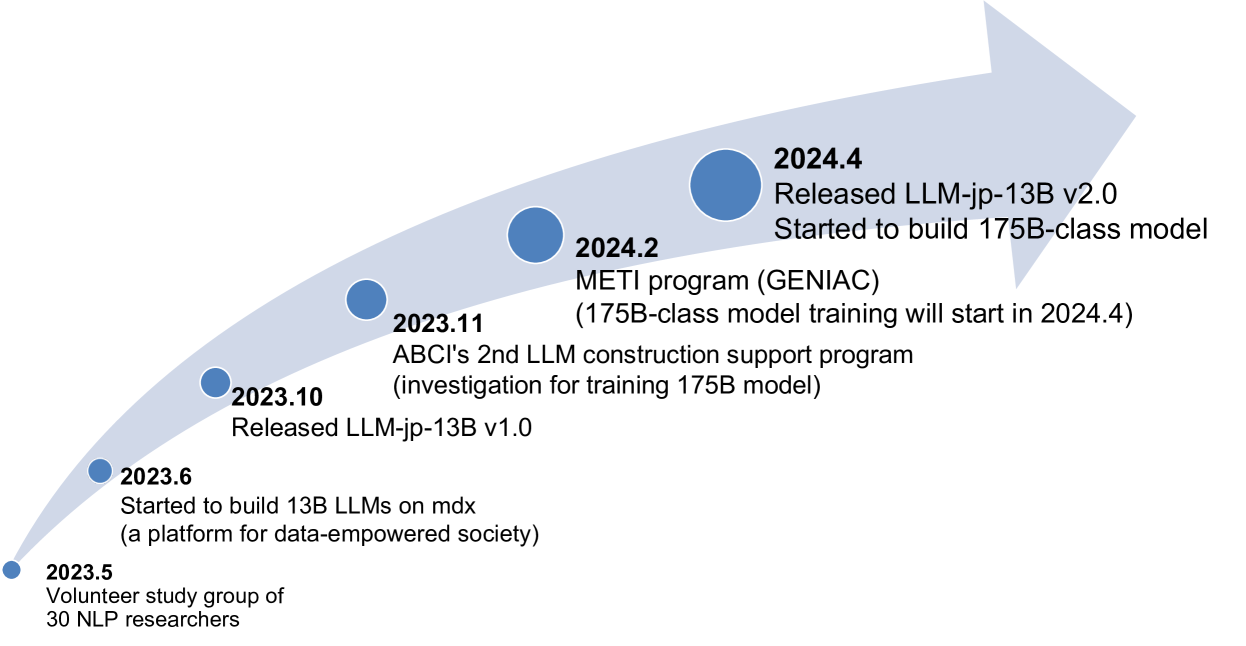 2024.4
Released LLM-jp-13B v2.0
Started to build 175B-class model
2024.2
METI program (GENIAC)
(175B-class model training will start in 2024.4)
2023.11
ABCI's 2nd LLM construction support program
(investigation for training 175B model)
2023.10
Released LLM-jp-13B v1.0
2023.6
Started to build 13B LLMs on mdx
(a platform for data-empowered society)
2023.5
Volunteer study group of
30 NLP researchers